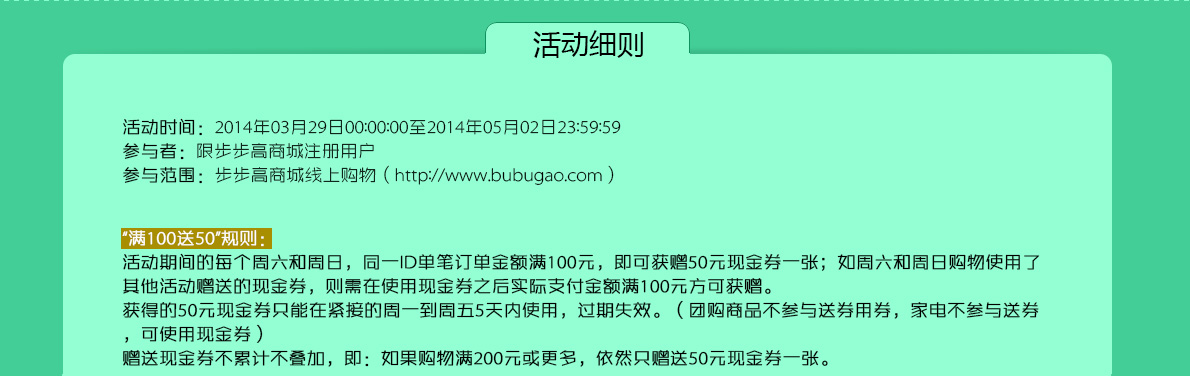 活动细则
活动时间：2014年03月29日00:00:00至2014年05月02日23:59:59
参与者：限步步高商城注册用户
参与范围：步步高商城线上购物（http://www.bubugao.com）
“满100送50”规则：
活动期间的每个周六和周日，同一ID单笔订单金额满100元，即可获赠50元现金券一张；如周六和周日购物使用了
其他活动赠送的现金券，则需在使用现金券之后实际支付金额满100元方可获赠。
获得的50元现金券只能在紧接的周一到周五5天内使用，过期失效。（团购商品不参与送券用券，家电不参与送券
，可使用现金券）
赠送现金券不累计不叠加，即：如果购物满200元或更多，依然只赠送50元现金券一张。